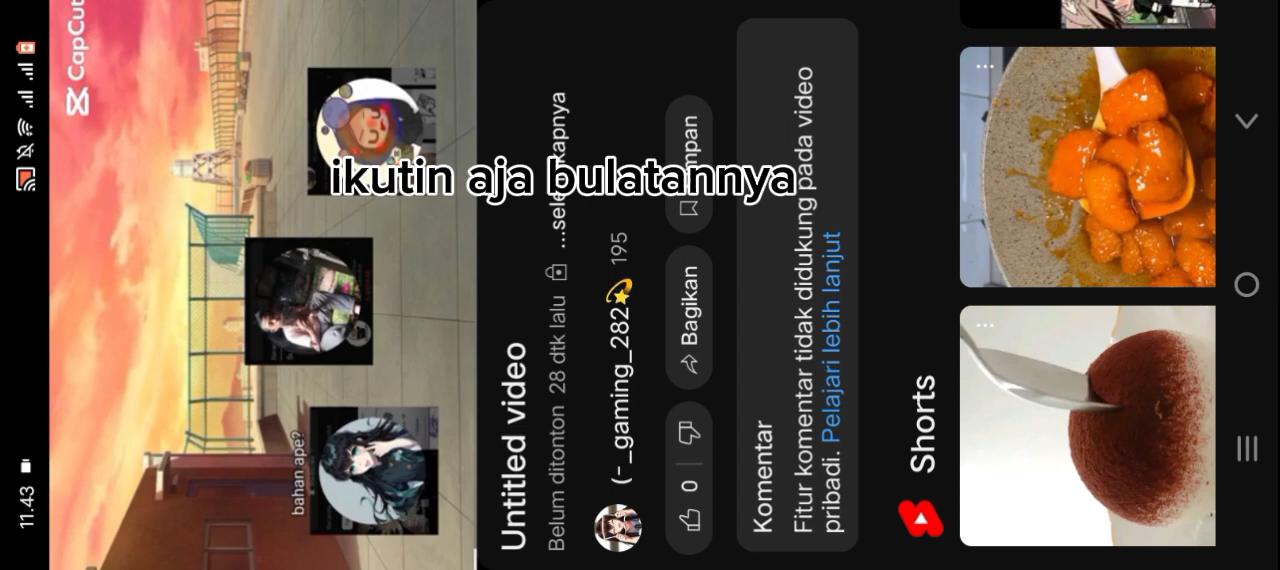 11.43
CapCut
bahan ape?
ikutin aja bulatannya
Untitled video
Belum ditonton 28 dtk lalu ...selengkapnya
(-_gaming_282💫 195
0
Bagikan
Simpan
Komentar
Fitur komentar tidak didukung pada video
pribadi. Pelajari lebih lanjut
Shorts